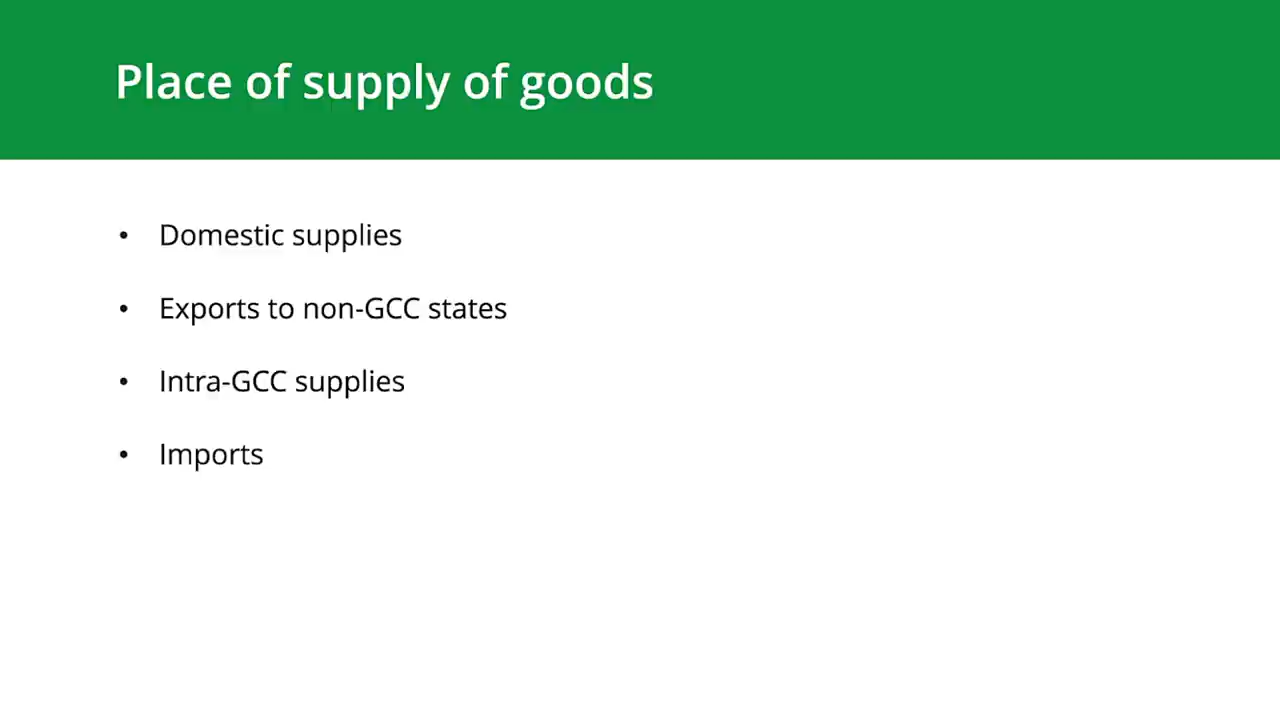 Place of supply of goods
• Domestic supplies
• Exports to non-GCC states
• Intra-GCC supplies
• Imports